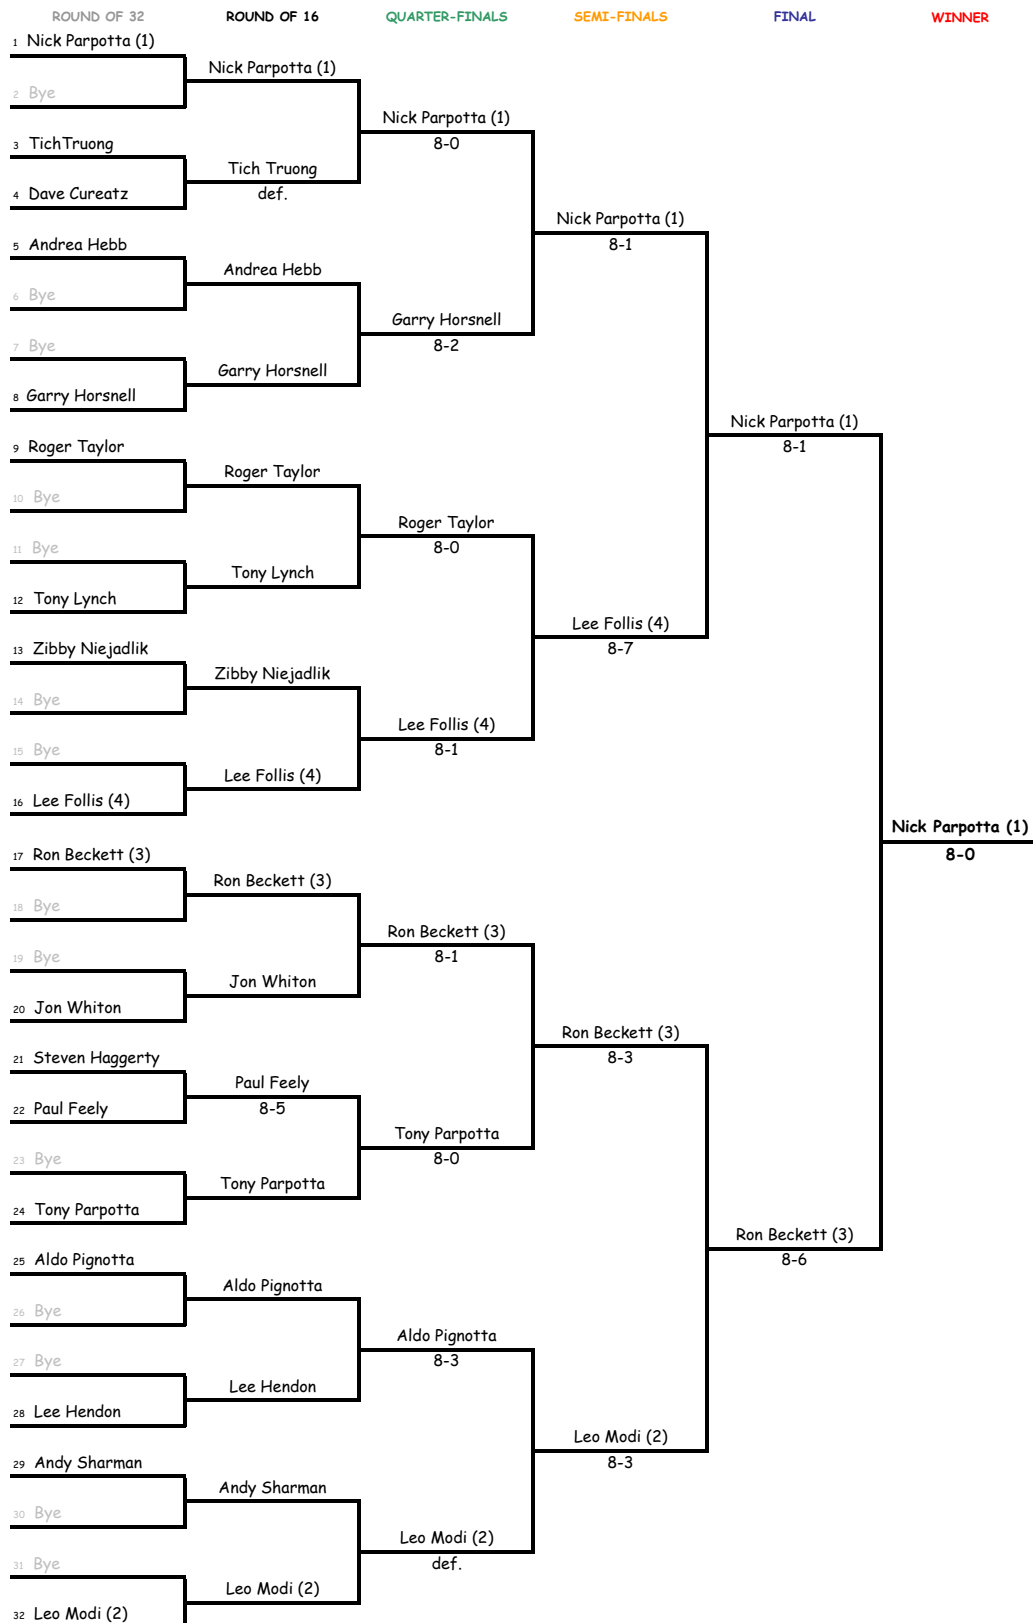 ROUND OF 32 ROUND OF 16 QUARTER-FINALS SEMI-FINALS FINAL WINNER
1 Nick Parpotta (1)
Nick Parpotta (1)
2 Bye
Nick Parpotta (1)
8-0
3 TichTruong
Tich Truong
def.
4 Dave Cureatz
Nick Parpotta (1)
8-1
5 Andrea Hebb
Andrea Hebb
6 Bye
Garry Horsnell
8-2
7 Bye
Garry Horsnell
8 Garry Horsnell
Nick Parpotta (1)
8-1
9 Roger Taylor
Roger Taylor
10 Bye
Roger Taylor
8-0
11 Bye
Tony Lynch
12 Tony Lynch
Lee Follis (4)
8-7
13 Zibby Niejadlik
Zibby Niejadlik
14 Bye
Lee Follis (4)
8-1
15 Bye
Lee Follis (4)
16 Lee Follis (4)
Nick Parpotta (1)
8-0
17 Ron Beckett (3)
Ron Beckett (3)
18 Bye
Ron Beckett (3)
8-1
19 Bye
Jon Whiton
20 Jon Whiton
Ron Beckett (3)
8-3
21 Steven Haggerty
Paul Feely
8-5
22 Paul Feely
Tony Parpotta
8-0
23 Bye
Tony Parpotta
24 Tony Parpotta
Ron Beckett (3)
8-6
25 Aldo Pignotta
Aldo Pignotta
26 Bye
Aldo Pignotta
8-3
27 Bye
Lee Hendon
28 Lee Hendon
Leo Modi (2)
8-3
29 Andy Sharman
Andy Sharman
30 Bye
Leo Modi (2)
def.
31 Bye
Leo Modi (2)
32 Leo Modi (2)